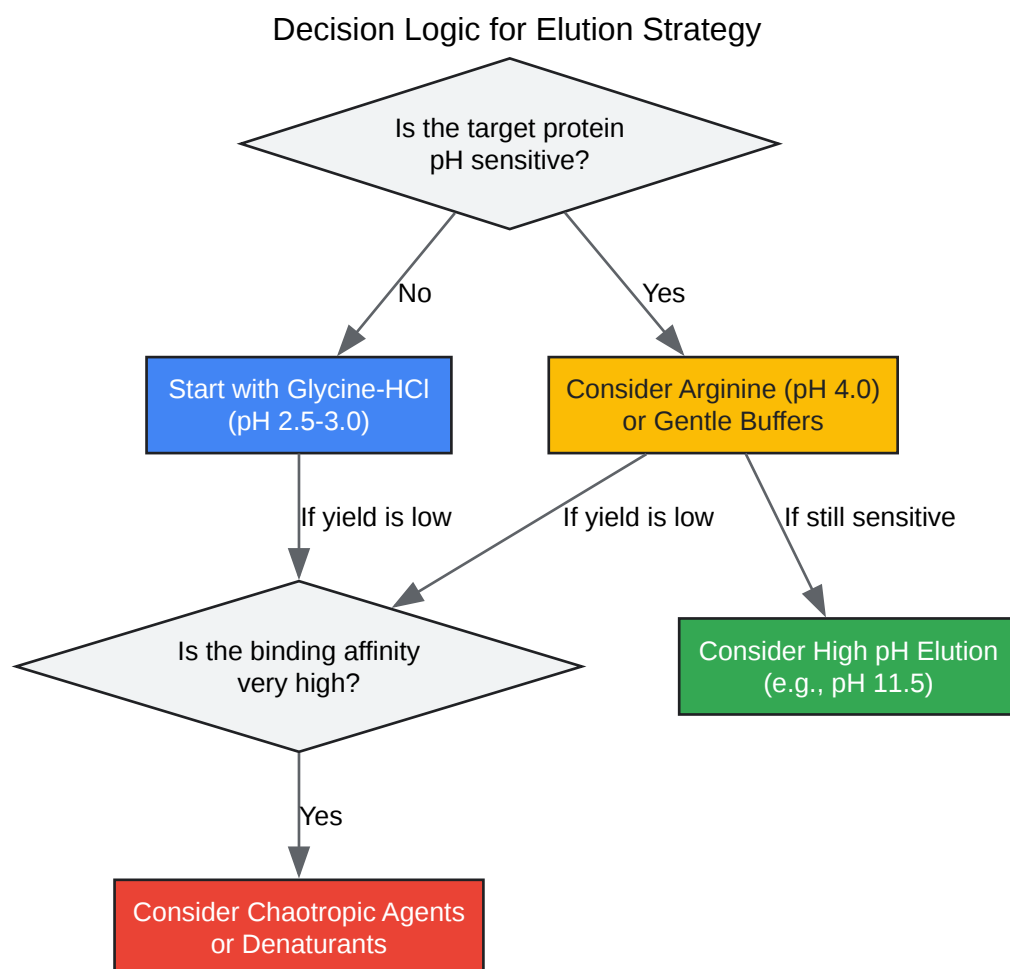 Decision Logic for Elution Strategy
Is the target protein
pH sensitive?
No
Yes
Start with Glycine-HCl
(pH 2.5-3.0)
Consider Arginine (pH 4.0)
or Gentle Buffers
If yield is low
If yield is low
If still sensitive
Is the binding affinity
very high?
Consider High pH Elution
(e.g., pH 11.5)
Yes
Consider Chaotropic Agents
or Denaturants